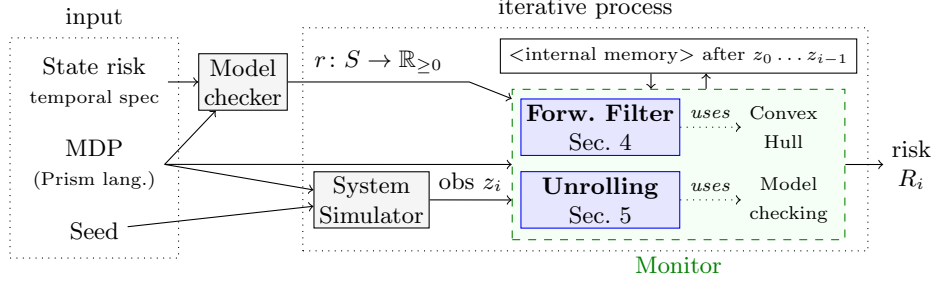 input
iterative process
State risk
temporal spec
Model
checker
r: S → ℝ≥0
<internal memory> after z0 … zi−1
MDP
(Prism lang.)
Forw. Filter
Sec. 4
uses
Convex
Hull
System
Simulator
obs zi
Unrolling
Sec. 5
uses
Model
checking
risk
Ri
Seed
Monitor